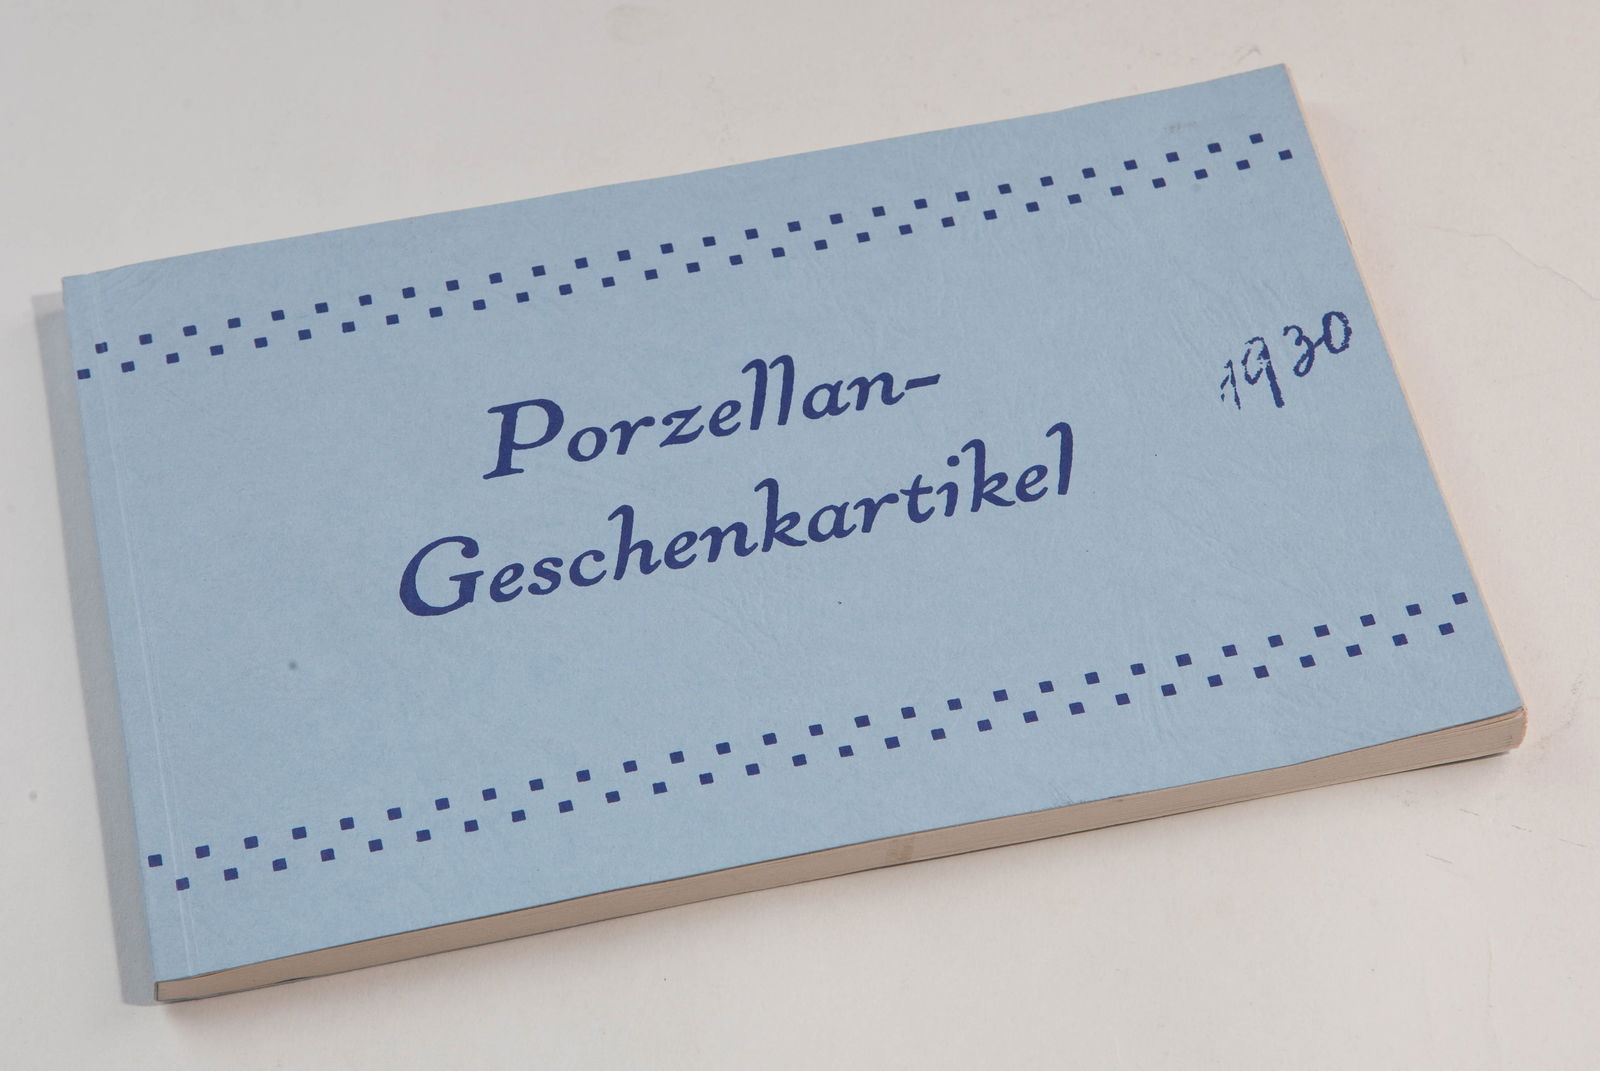 Porzellan-
Geschenkartikel
1930